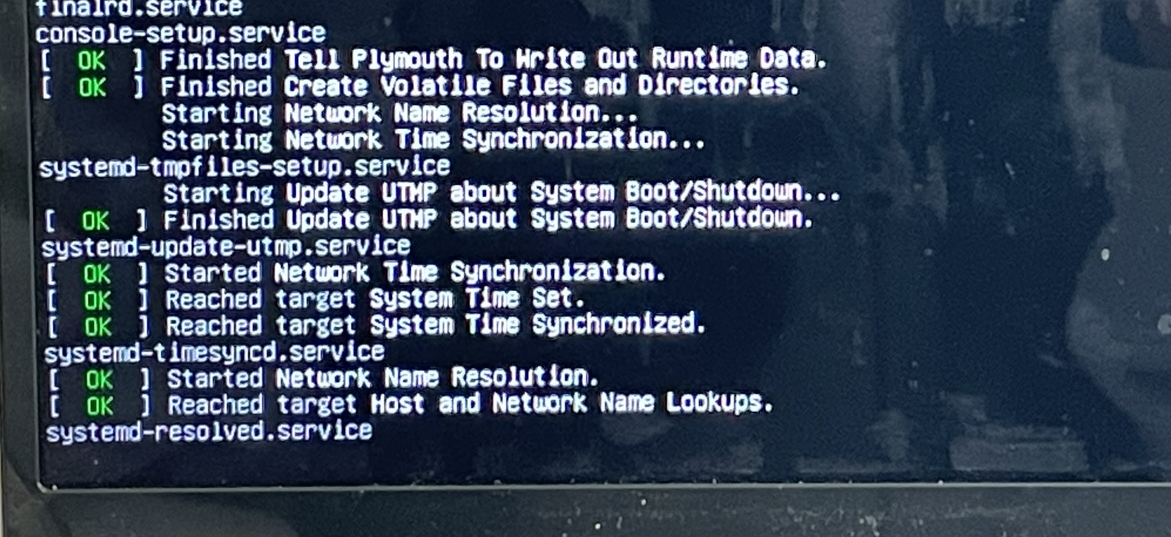 finalrd.service
console-setup.service
[ OK ] Finished Tell Plymouth To Write Out Runtime Data.
[ OK ] Finished Create Volatile Files and Directories.
Starting Network Name Resolution...
Starting Network Time Synchronization...
systemd-tmpfiles-setup.service
Starting Update UTMP about System Boot/Shutdown...
[ OK ] Finished Update UTMP about System Boot/Shutdown.
systemd-update-utmp.service
[ OK ] Started Network Time Synchronization.
[ OK ] Reached target System Time Set.
[ OK ] Reached target System Time Synchronized.
systemd-timesyncd.service
[ OK ] Started Network Name Resolution.
[ OK ] Reached target Host and Network Name Lookups.
systemd-resolved.service